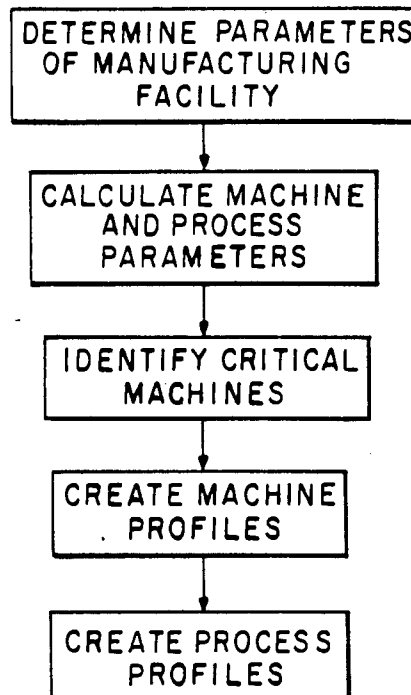 DETERMINE PARAMETERS
OF MANUFACTURING
FACILITY
CALCULATE MACHINE
AND PROCESS
PARAMETERS
IDENTIFY CRITICAL
MACHINES
CREATE MACHINE
PROFILES
CREATE PROCESS
PROFILES